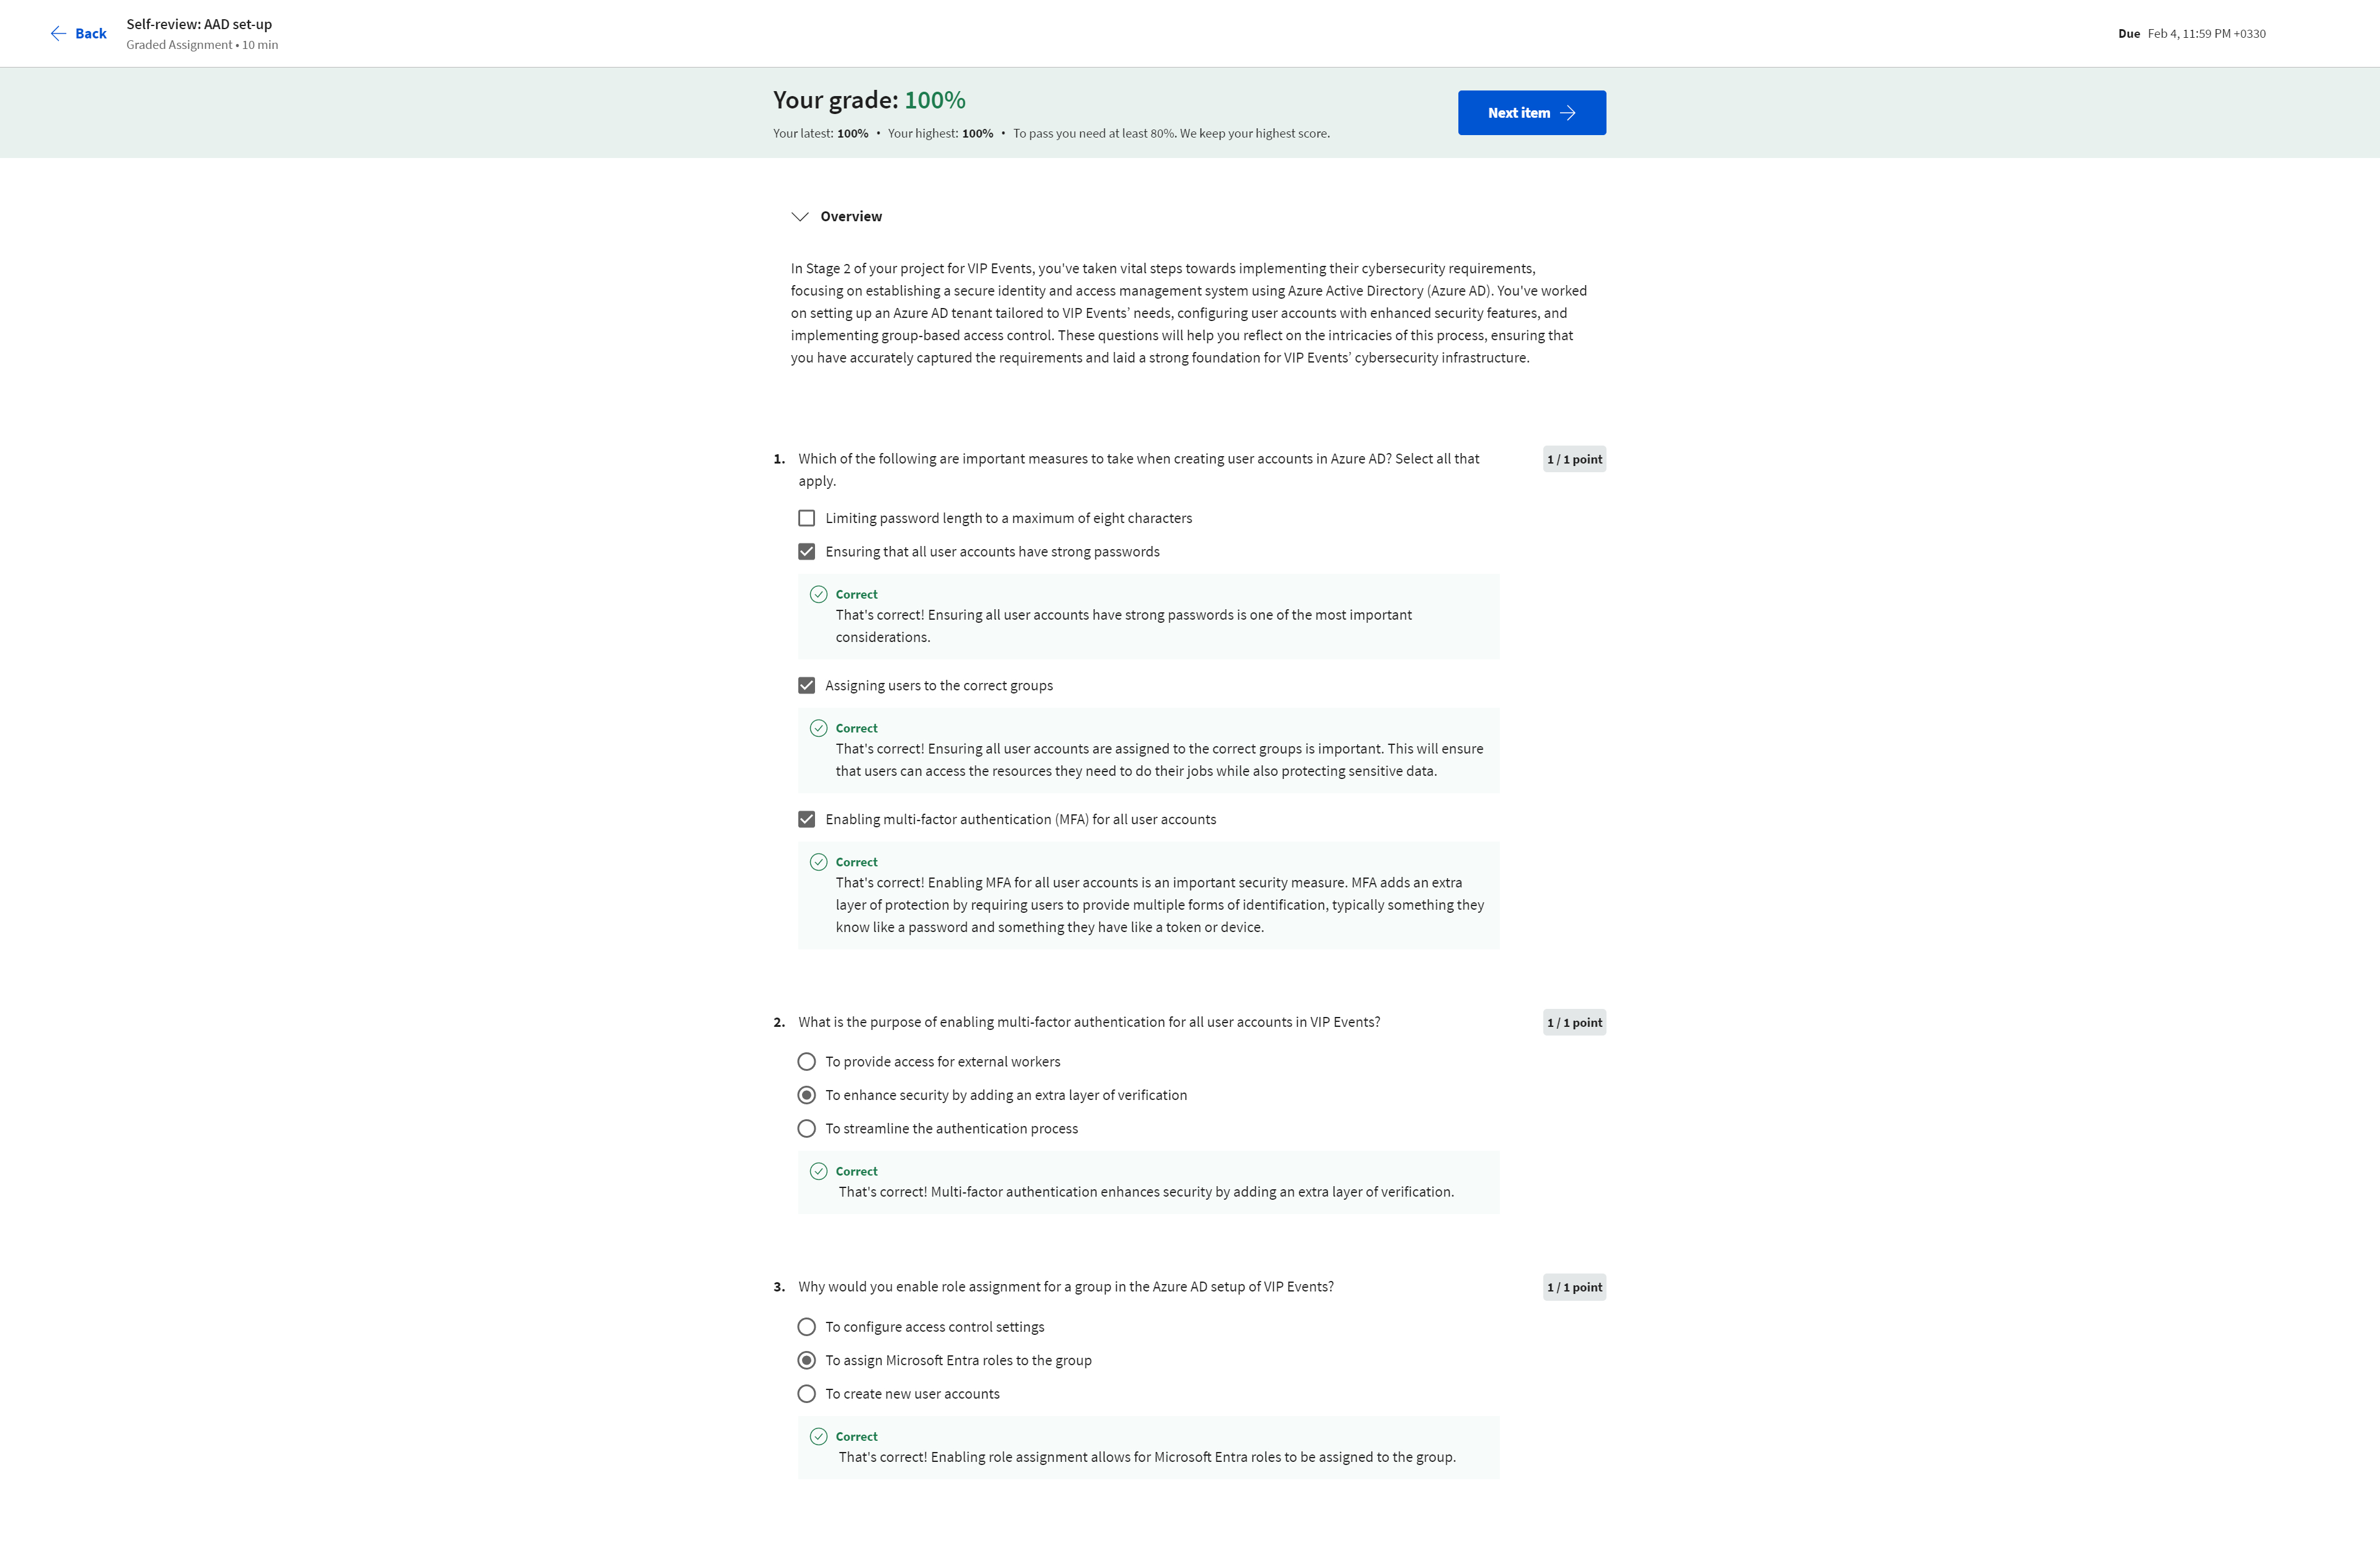 Back
Self-review: AAD set-up
Graded Assignment • 10 min
Due Feb 4, 11:59 PM +0330
Your grade: 100%
Your latest: 100% • Your highest: 100% • To pass you need at least 80%. We keep your highest score.
Next item
Overview
In Stage 2 of your project for VIP Events, you've taken vital steps towards implementing their cybersecurity requirements,
focusing on establishing a secure identity and access management system using Azure Active Directory (Azure AD). You've worked
on setting up an Azure AD tenant tailored to VIP Events’ needs, configuring user accounts with enhanced security features, and
implementing group-based access control. These questions will help you reflect on the intricacies of this process, ensuring that
you have accurately captured the requirements and laid a strong foundation for VIP Events’ cybersecurity infrastructure.
1. Which of the following are important measures to take when creating user accounts in Azure AD? Select all that
apply.
1 / 1 point
Limiting password length to a maximum of eight characters
Ensuring that all user accounts have strong passwords
Correct
That's correct! Ensuring all user accounts have strong passwords is one of the most important
considerations.
Assigning users to the correct groups
Correct
That's correct! Ensuring all user accounts are assigned to the correct groups is important. This will ensure
that users can access the resources they need to do their jobs while also protecting sensitive data.
Enabling multi-factor authentication (MFA) for all user accounts
Correct
That's correct! Enabling MFA for all user accounts is an important security measure. MFA adds an extra
layer of protection by requiring users to provide multiple forms of identification, typically something they
know like a password and something they have like a token or device.
2. What is the purpose of enabling multi-factor authentication for all user accounts in VIP Events?
1 / 1 point
To provide access for external workers
To enhance security by adding an extra layer of verification
To streamline the authentication process
Correct
That's correct! Multi-factor authentication enhances security by adding an extra layer of verification.
3. Why would you enable role assignment for a group in the Azure AD setup of VIP Events?
1 / 1 point
To configure access control settings
To assign Microsoft Entra roles to the group
To create new user accounts
Correct
That's correct! Enabling role assignment allows for Microsoft Entra roles to be assigned to the group.